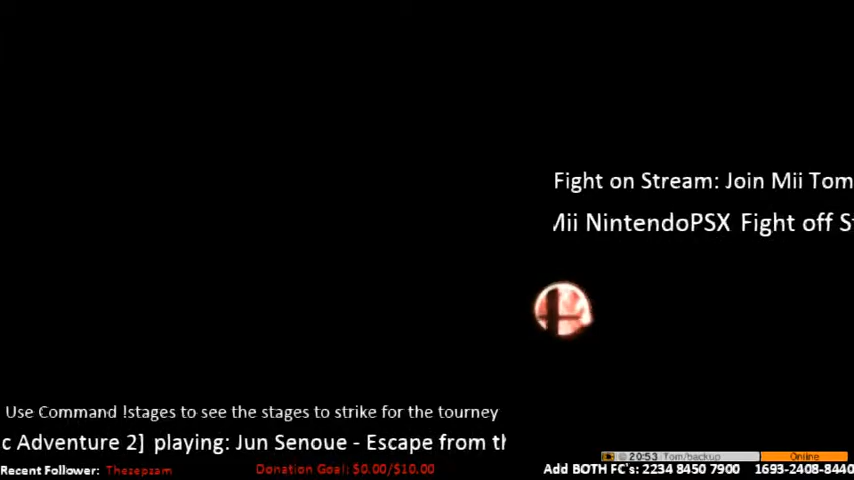 Fight on Stream: Join Mii Tom
Mii NintendoPSX Fight off S
Use Command !stages to see the stages to strike for the tourney
c Adventure 2] playing: Jun Senoue - Escape from th
20:53 Tom/backup Online
Recent Follower: Thezepzam Donation Goal: $0.00/$10.00 Add BOTH FC's: 2234 8450 7900 1693-2408-8440